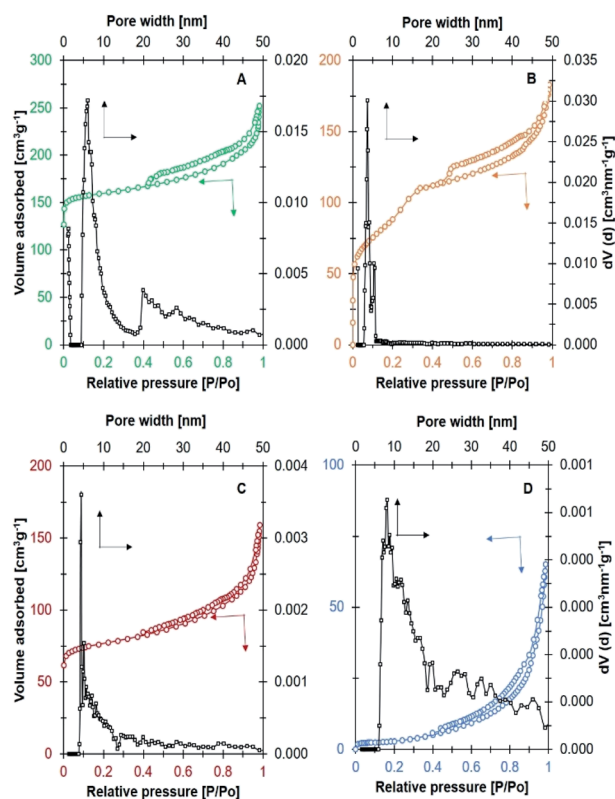 Pore width [nm]
0 10 20 30 40 50
300 250 200 150 100 50 0
Volume adsorbed [cm³g⁻¹]
A
0.020 0.015 0.010 0.005 0.000
0 0.2 0.4 0.6 0.8 1
Relative pressure [P/Po]
Pore width [nm]
0 10 20 30 40 50
200 150 100 50 0
B
0.035 0.030 0.025 0.020 0.015 0.010 0.005 0.000
dV (d) [cm³nm⁻¹g⁻¹]
0 0.2 0.4 0.6 0.8 1
Relative pressure [P/Po]
Pore width [nm]
0 10 20 30 40 50
200 150 100 50 0
Volume adsorbed [cm³g⁻¹]
C
0.004 0.003 0.002 0.001 0.000
0 0.2 0.4 0.6 0.8 1
Relative pressure [P/Po]
Pore width [nm]
0 10 20 30 40 50
100 50 0
D
0.001 0.001 0.000 0.000 0.000 0.000 0.000
dV (d) [cm³nm⁻¹g⁻¹]
0 0.2 0.4 0.6 0.8 1
Relative pressure [P/Po]